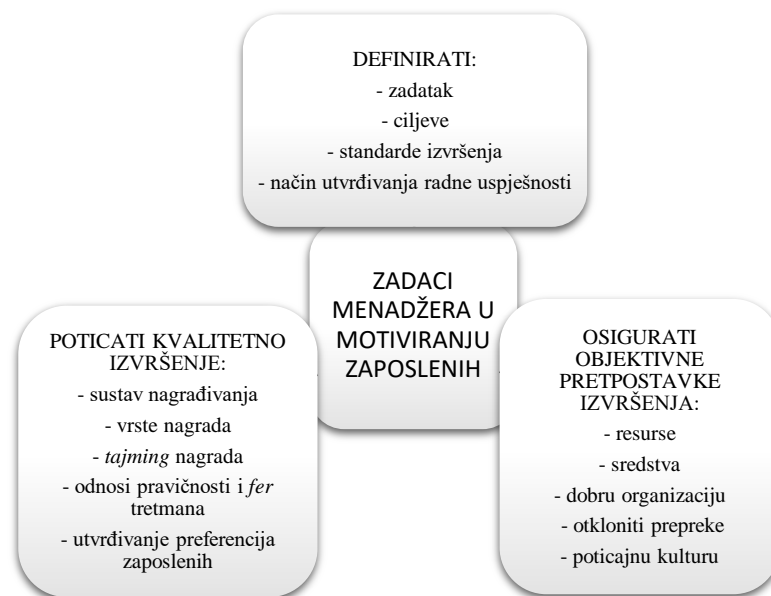 DEFINIRATI:
- zadatak
- ciljeve
- standarde izvršenja
- način utvrđivanja radne uspješnosti
ZADACI
MENADŽERA U
MOTIVIRANJU
ZAPOSLENIH
POTICATI KVALITETNO
IZVRŠENJE:
- sustav nagrađivanja
- vrste nagrada
- tajming nagrada
- odnosi pravičnosti i fer
tretmana
- utvrđivanje preferencija
zaposlenih
OSIGURATI
OBJEKTIVNE
PRETPOSTAVKE
IZVRŠENJA:
- resurse
- sredstva
- dobru organizaciju
- otkloniti prepreke
- poticajnu kulturu